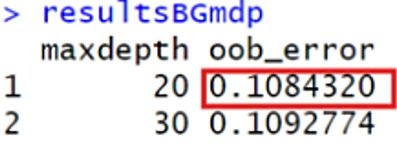 > resultsBGmdp
maxdepth oob_error
1 20 0.1084320
2 30 0.1092774